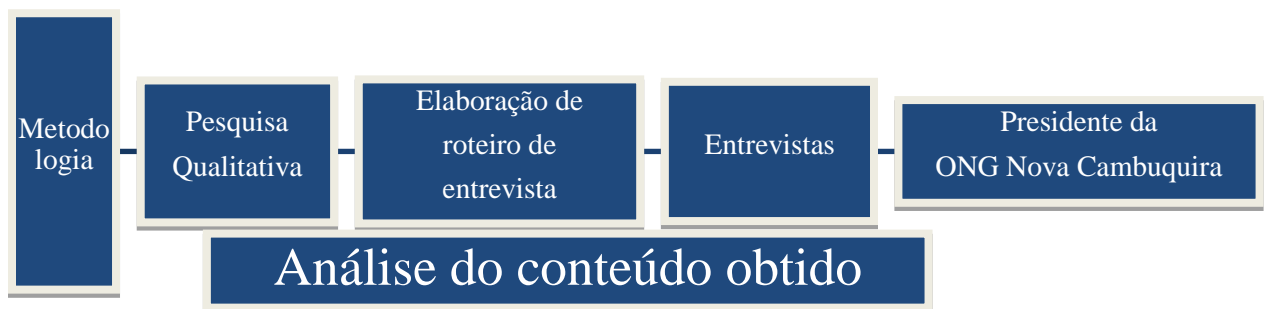 Metodo
logia
Pesquisa
Qualitativa
Elaboração de
roteiro de
entrevista
Entrevistas
Presidente da
ONG Nova Cambuquira
Análise do conteúdo obtido